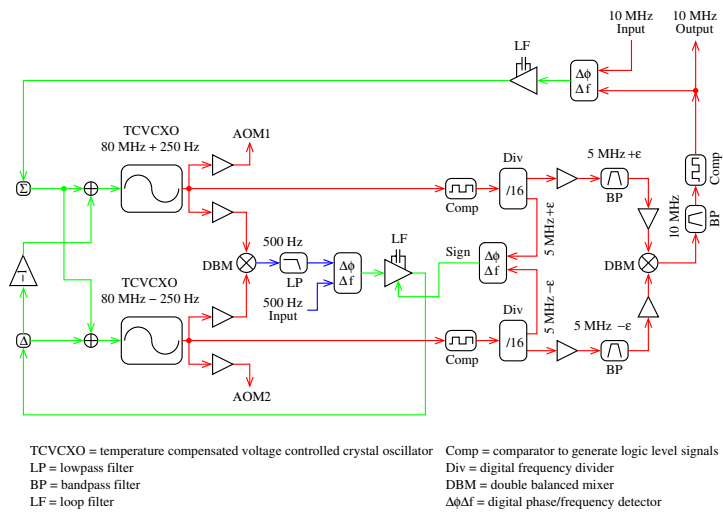 10 MHz
Input
10 MHz
Output
LF
Δϕ
Δ f
TCVCXO
80 MHz + 250 Hz
AOM1
Σ
Comp
Div
/16
5 MHz+ε
BP
Comp
10 MHz
BP
5 MHz+ε
−1
DBM
500 Hz
LP
500 Hz
Input
Δϕ
Δ f
LF
Sign
Δϕ
Δ f
DBM
TCVCXO
80 MHz − 250 Hz
5 MHz−ε
Δ
Comp
Div
/16
5 MHz −ε
BP
AOM2
TCVCXO = temperature compensated voltage controlled crystal oscillator
LP = lowpass filter
BP = bandpass filter
LF = loop filter
Comp = comparator to generate logic level signals
Div = digital frequency divider
DBM = double balanced mixer
ΔϕΔf = digital phase/frequency detector